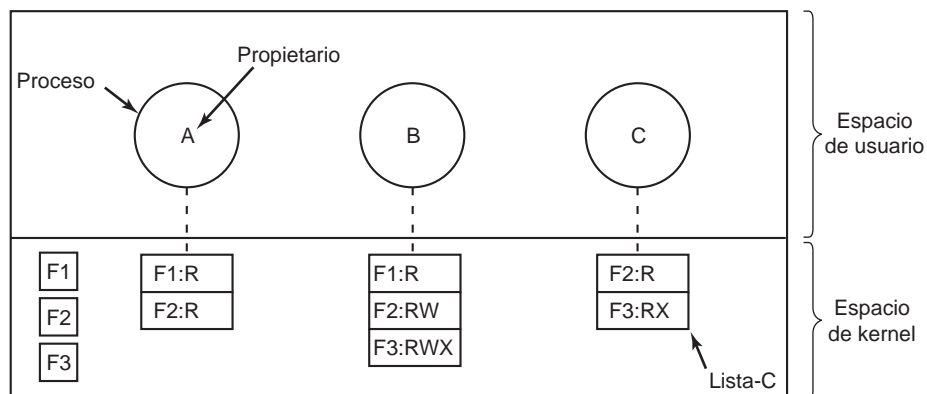 Propietario
Proceso
A
B
C
Espacio
de usuario
F1
F2
F3
F1:R
F2:R
F1:R
F2:RW
F3:RWX
F2:R
F3:RX
Lista-C
Espacio
de kernel